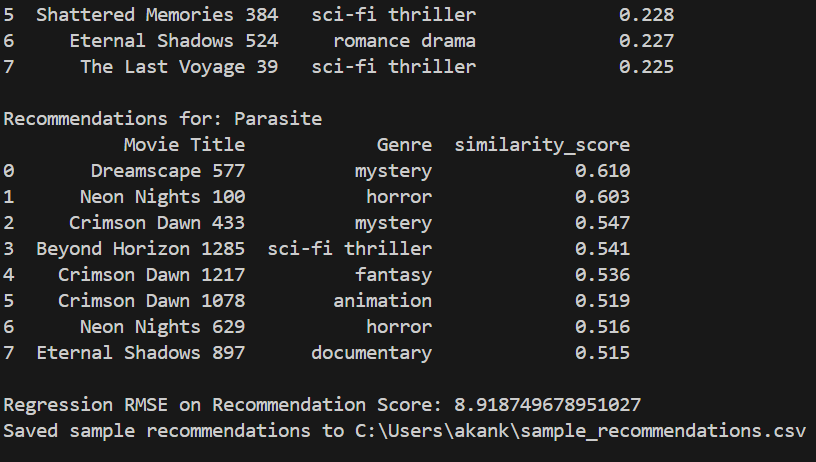 5 Shattered Memories 384 sci-fi thriller 0.228
6 Eternal Shadows 524 romance drama 0.227
7 The Last Voyage 39 sci-fi thriller 0.225
Recommendations for: Parasite
Movie Title Genre similarity_score
0 Dreamscape 577 mystery 0.610
1 Neon Nights 100 horror 0.603
2 Crimson Dawn 433 mystery 0.547
3 Beyond Horizon 1285 sci-fi thriller 0.541
4 Crimson Dawn 1217 fantasy 0.536
5 Crimson Dawn 1078 animation 0.519
6 Neon Nights 629 horror 0.516
7 Eternal Shadows 897 documentary 0.515
Regression RMSE on Recommendation Score: 8.918749678951027
Saved sample recommendations to C:\Users\akank\sample_recommendations.csv